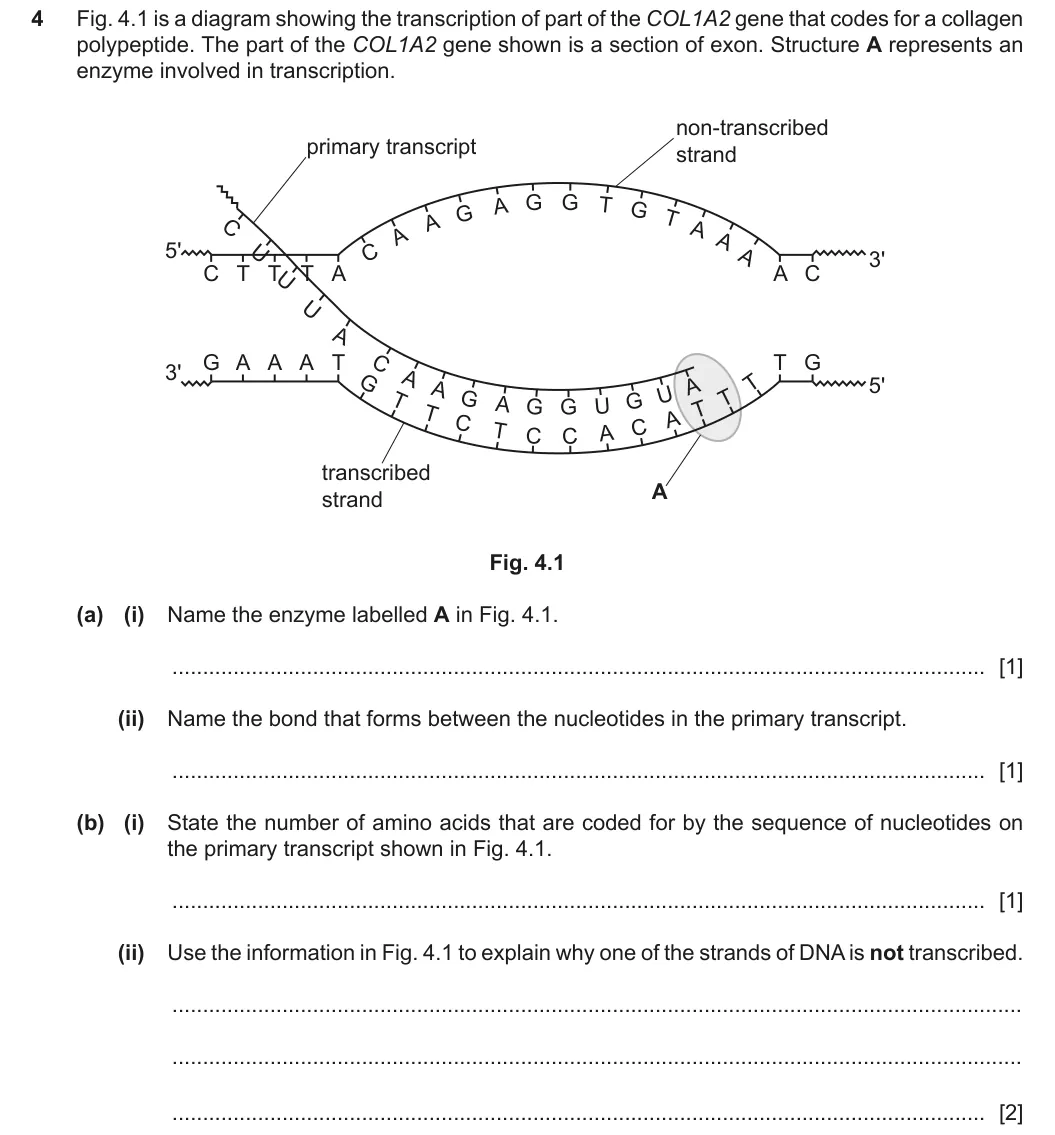 4 Fig. 4.1 is a diagram showing the transcription of part of the COL1A2 gene that codes for a collagen
polypeptide. The part of the COL1A2 gene shown is a section of exon. Structure A represents an
enzyme involved in transcription.
non-transcribed
strand
primary transcript
C U U U U A C A A G A G G U G U A
5' C T T T T A C A A G A G G T G T A A A A C 3'
3' G A A A T G T T C T C C A C A T T T T G 5'
transcribed
strand
A
Fig. 4.1
(a) (i) Name the enzyme labelled A in Fig. 4.1.
.......................................................................................................................................... [1]
(ii) Name the bond that forms between the nucleotides in the primary transcript.
.......................................................................................................................................... [1]
(b) (i) State the number of amino acids that are coded for by the sequence of nucleotides on
the primary transcript shown in Fig. 4.1.
.......................................................................................................................................... [1]
(ii) Use the information in Fig. 4.1 to explain why one of the strands of DNA is not transcribed.
..........................................................................................................................................
..........................................................................................................................................
.......................................................................................................................................... [2]